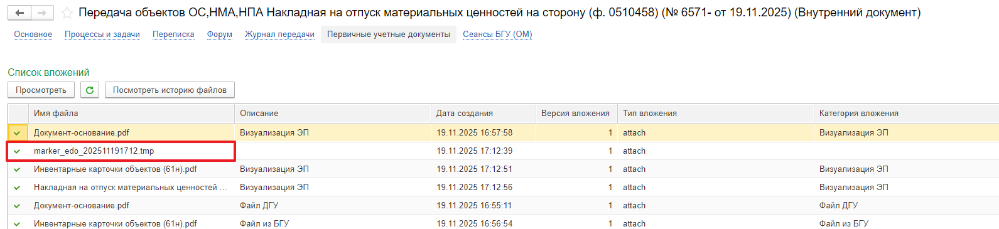 Передача объектов ОС,НМА,НПА Накладная на отпуск материальных ценностей на сторону (ф. 0510458) (№ 6571- от 19.11.2025) (Внутренний документ)
Основное Процессы и задачи Переписка Форум Журнал передачи Первичные учетные документы Сеансы БГУ (ОМ)
Список вложений
Просмотреть Посмотреть историю файлов
Имя файла Описание Дата создания Версия вложения Тип вложения Категория вложения
Документ-основание.pdf Визуализация ЭП 19.11.2025 16:57:58 1 attach Визуализация ЭП
marker_edo_202511191712.tmp 19.11.2025 17:12:39 1 attach
Инвентарные карточки объектов (61н).pdf Визуализация ЭП 19.11.2025 17:12:51 1 attach Визуализация ЭП
Накладная на отпуск материальных ценностей ... Визуализация ЭП 19.11.2025 17:12:56 1 attach Визуализация ЭП
Документ-основание.pdf Файл ДГУ 19.11.2025 16:55:11 1 attach Файл ДГУ
Инвентарные карточки объектов (61н).pdf Файл из БГУ 19.11.2025 16:56:54 1 attach Файл из БГУ